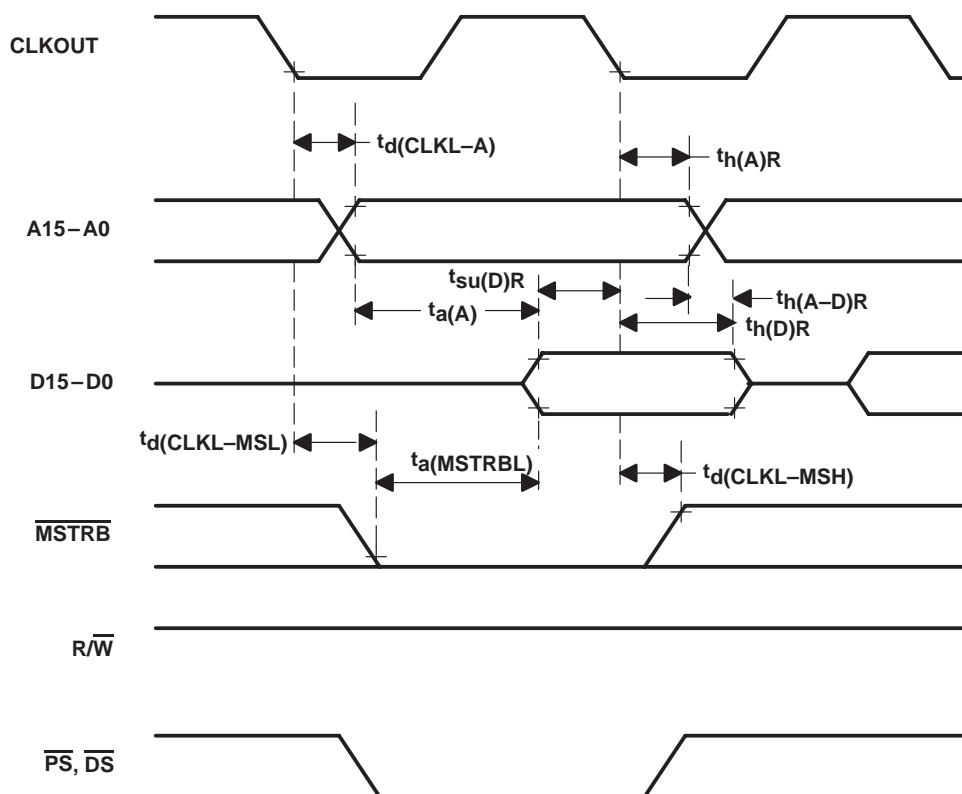 CLKOUT
td(CLKL–A)
th(A)R
A15–A0
tsu(D)R
ta(A)
th(A–D)R
th(D)R
D15–D0
td(CLKL–MSL)
ta(MSTRBL)
td(CLKL–MSH)
MSTRB
R/W
PS, DS